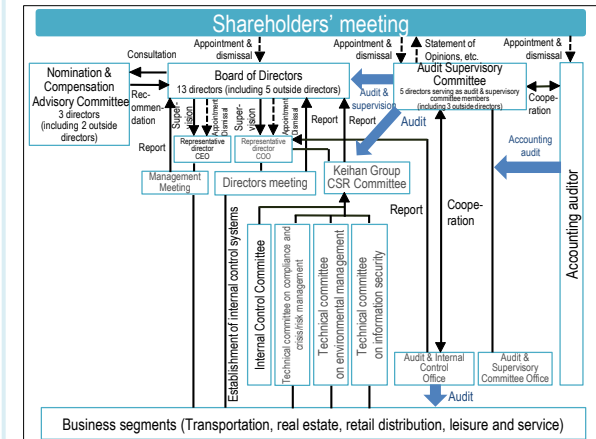 Shareholders' meeting
Consultation
Appointment &
dismissal
Appointment &
dismissal
Statement of
Opinions, etc.
Appointment &
dismissal
Nomination &
Compensation
Advisory Committee
3 directors
(including 2 outside
directors)
Board of Directors
13 directors (including 5 outside directors)
Audit Supervisory
Committee
5 directors serving as audit & supervisory
committee members
(including 3 outside directors)
Recom-
mendation
Super-
vision
Appointment
Dismissal
Super-
vision
Appointment
Dismissal
Report
Report
Audit &
supervision
Audit
Coope-
ration
Accounting
audit
Report
Representative
director
CEO
Representative
director
COO
Management
Meeting
Directors meeting
Keihan Group
CSR Committee
Report
Coope-
ration
Accounting auditor
Establishment of internal control systems
Internal Control Committee
Technical committee on compliance and
crisis/risk management
Technical committee
on environmental management
Technical committee
on information security
Audit & Internal
Control
Office
Audit &
Supervisory
Committee Office
Audit
Business segments (Transportation, real estate, retail distribution, leisure and service)